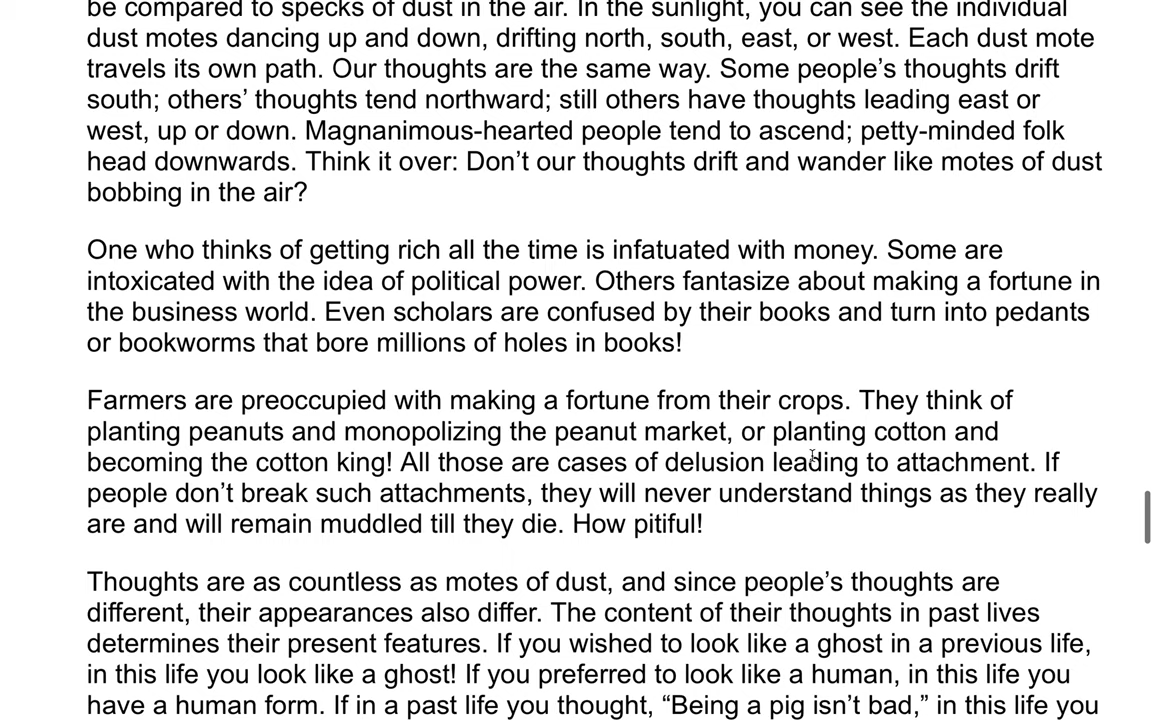 be compared to specks of dust in the air. In the sunlight, you can see the individual
dust motes dancing up and down, drifting north, south, east, or west. Each dust mote
travels its own path. Our thoughts are the same way. Some people’s thoughts drift
south; others’ thoughts tend northward; still others have thoughts leading east or
west, up or down. Magnanimous-hearted people tend to ascend; petty-minded folk
head downwards. Think it over: Don’t our thoughts drift and wander like motes of dust
bobbing in the air?
One who thinks of getting rich all the time is infatuated with money. Some are
intoxicated with the idea of political power. Others fantasize about making a fortune in
the business world. Even scholars are confused by their books and turn into pedants
or bookworms that bore millions of holes in books!
Farmers are preoccupied with making a fortune from their crops. They think of
planting peanuts and monopolizing the peanut market, or planting cotton and
becoming the cotton king! All those are cases of delusion leading to attachment. If
people don’t break such attachments, they will never understand things as they really
are and will remain muddled till they die. How pitiful!
Thoughts are as countless as motes of dust, and since people’s thoughts are
different, their appearances also differ. The content of their thoughts in past lives
determines their present features. If you wished to look like a ghost in a previous life,
in this life you look like a ghost! If you preferred to look like a human, in this life you
have a human form. If in a past life you thought, “Being a pig isn’t bad,” in this life you